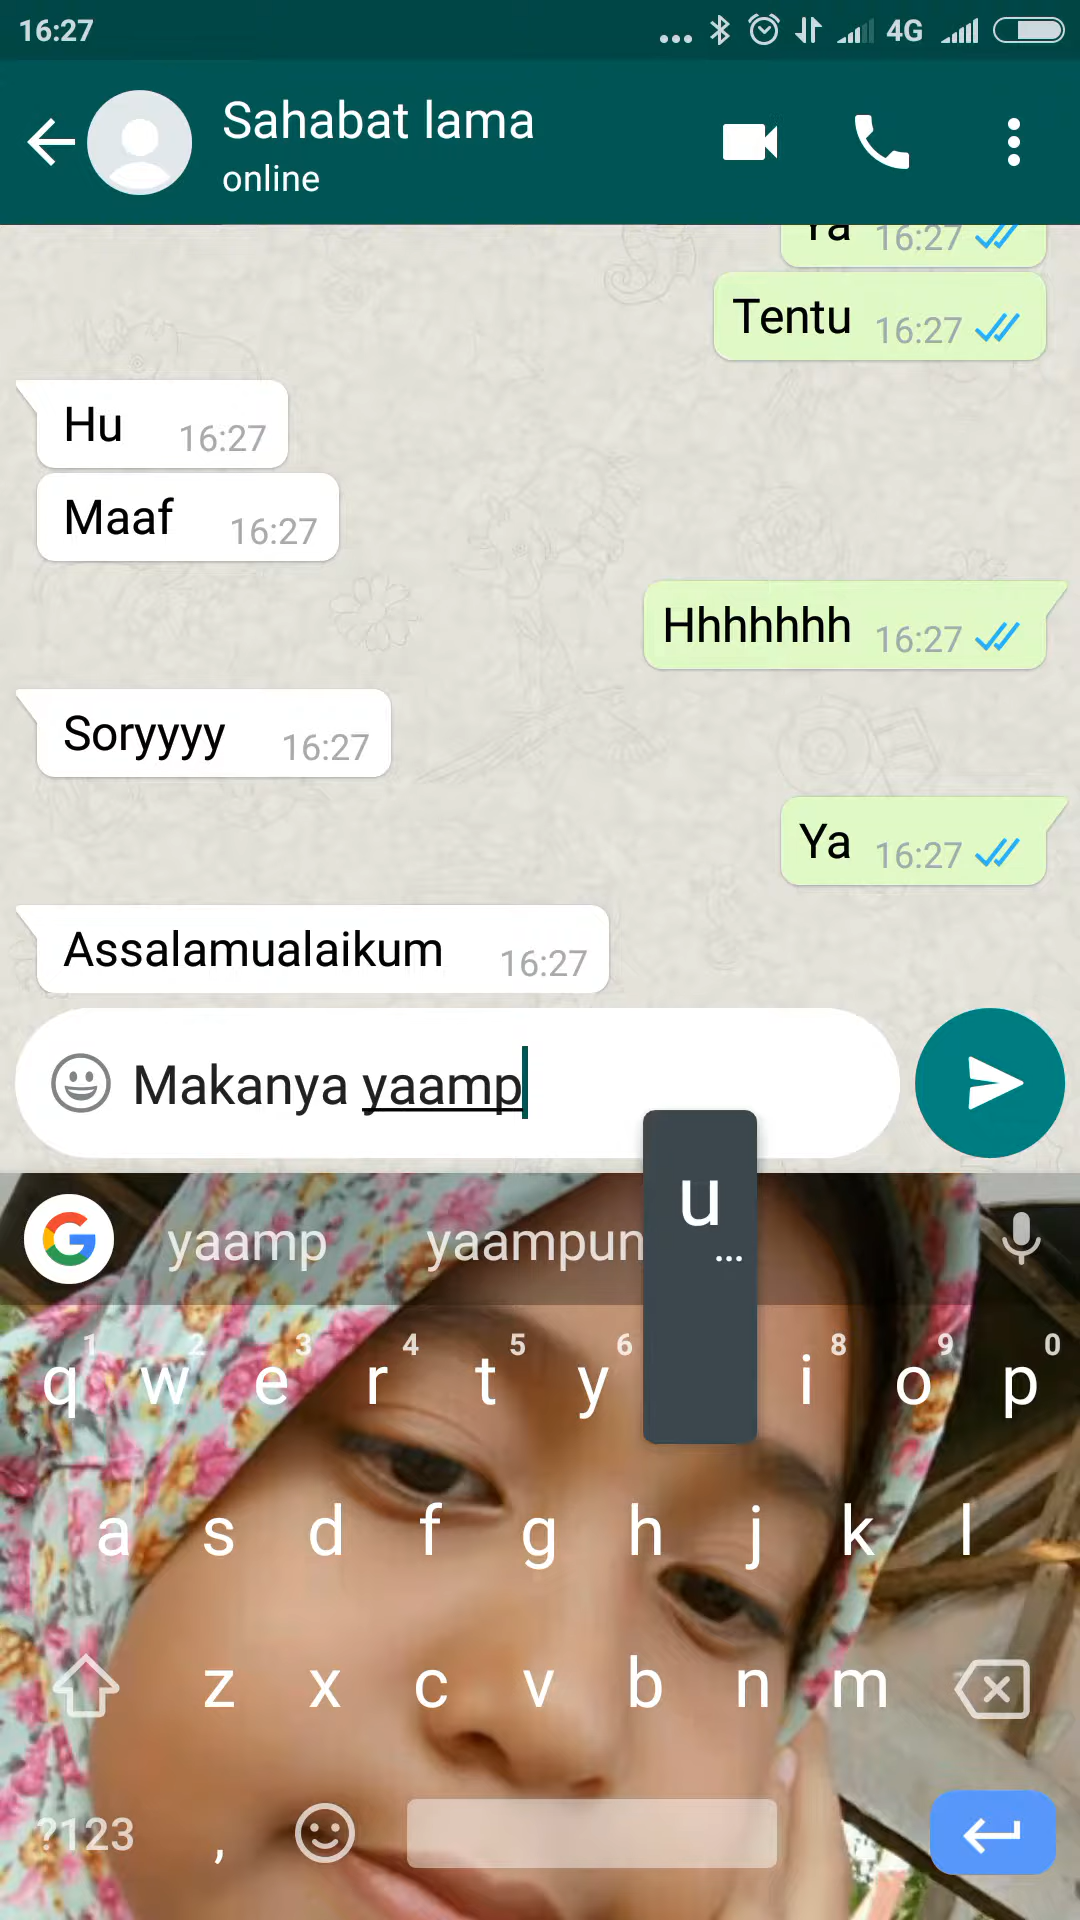 16:27
4G
Sahabat lama
online
Ya 16:27
Tentu 16:27
Hu 16:27
Maaf 16:27
Hhhhhhh 16:27
Soryyyy 16:27
Ya 16:27
Assalamualaikum 16:27
Makanya yaamp
u
...
G yaamp yaampun
1 2 3 4 5 6 8 9 0
q w e r t y i o p
a s d f g h j k l
z x c v b n m
?123 ,